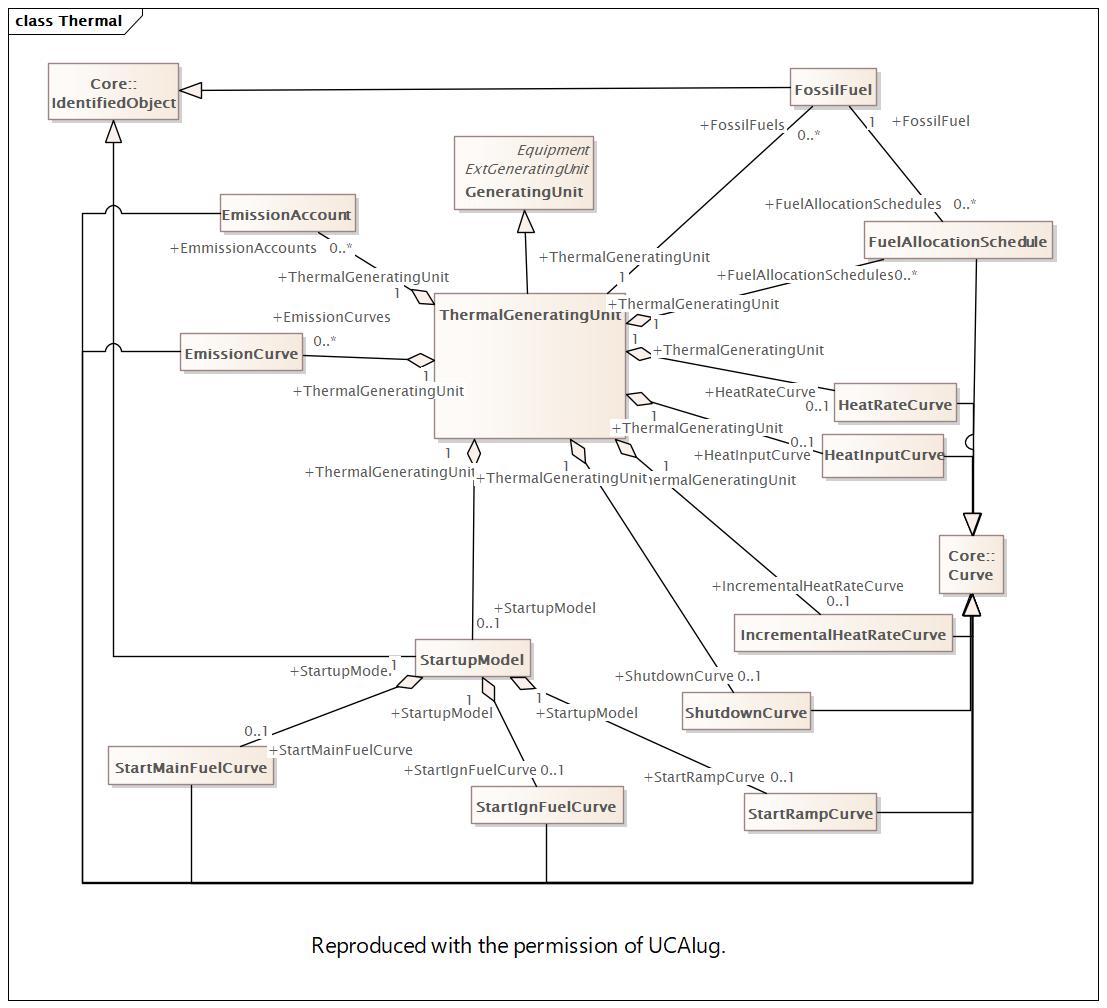 class Thermal
Core::
IdentifiedObject
FossilFuel
+FossilFuels
0..*
1
+FossilFuel
Equipment
ExtGeneratingUnit
GeneratingUnit
EmissionAccount
+FuelAllocationSchedules
0..*
FuelAllocationSchedule
+EmmissionAccounts
0..*
+ThermalGeneratingUnit
1
+ThermalGeneratingUnit
1
+FuelAllocationSchedules
0..*
+ThermalGeneratingUnit
1
ThermalGeneratingUnit
+EmissionCurves
0..*
EmissionCurve
+ThermalGeneratingUnit
1
1
+ThermalGeneratingUnit
+HeatRateCurve
0..1
HeatRateCurve
1
+ThermalGeneratingUnit
0..1
+HeatInputCurve
HeatInputCurve
1
+ThermalGeneratingUnit
1
+ThermalGeneratingUnit
1
ermalGeneratingUnit
Core::
Curve
+IncrementalHeatRateCurve
0..1
IncrementalHeatRateCurve
+StartupModel
0..1
StartupModel
+ShutdownCurve
0..1
ShutdownCurve
+StartupMode
1
1
+StartupModel
1
+StartupModel
0..1
+StartMainFuelCurve
StartMainFuelCurve
+StartIgnFuelCurve
0..1
StartIgnFuelCurve
+StartRampCurve
0..1
StartRampCurve
Reproduced with the permission of UCAIug.